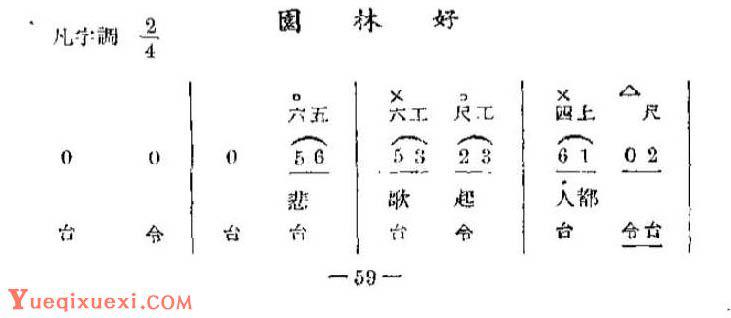 園林好
凡字調 2/4
× × △
六五 六工 尺工 四上 尺
0 0 0 5 6 5 3 2 3 6 1 0 2
悲 歌 起 人都
台 令 台 台 台 令 台 令台
—59—
Yueqixuexi.com